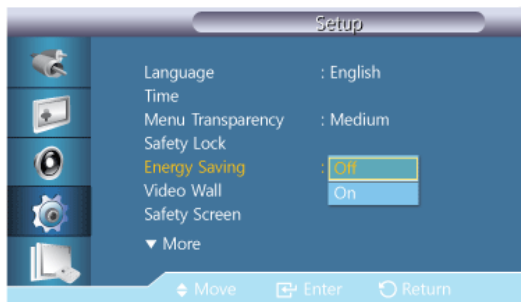 Setup
Language : English
Time
Menu Transparency : Medium
Safety Lock
Energy Saving : Off
On
Video Wall
Safety Screen
▼ More
Move Enter Return